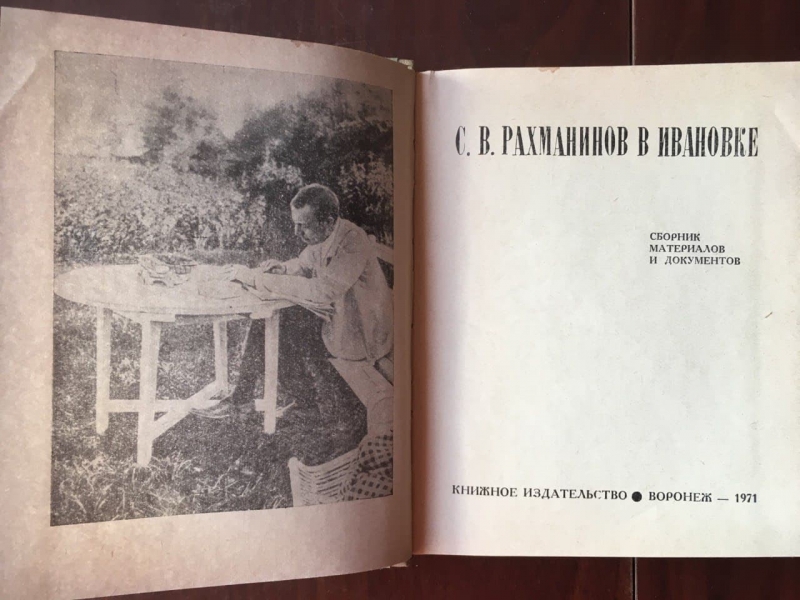 С. В. РАХМАНИНОВ В ИВАНОВКЕ
СБОРНИК
МАТЕРИАЛОВ
И ДОКУМЕНТОВ
КНИЖНОЕ ИЗДАТЕЛЬСТВО ● ВОРОНЕЖ — 1971